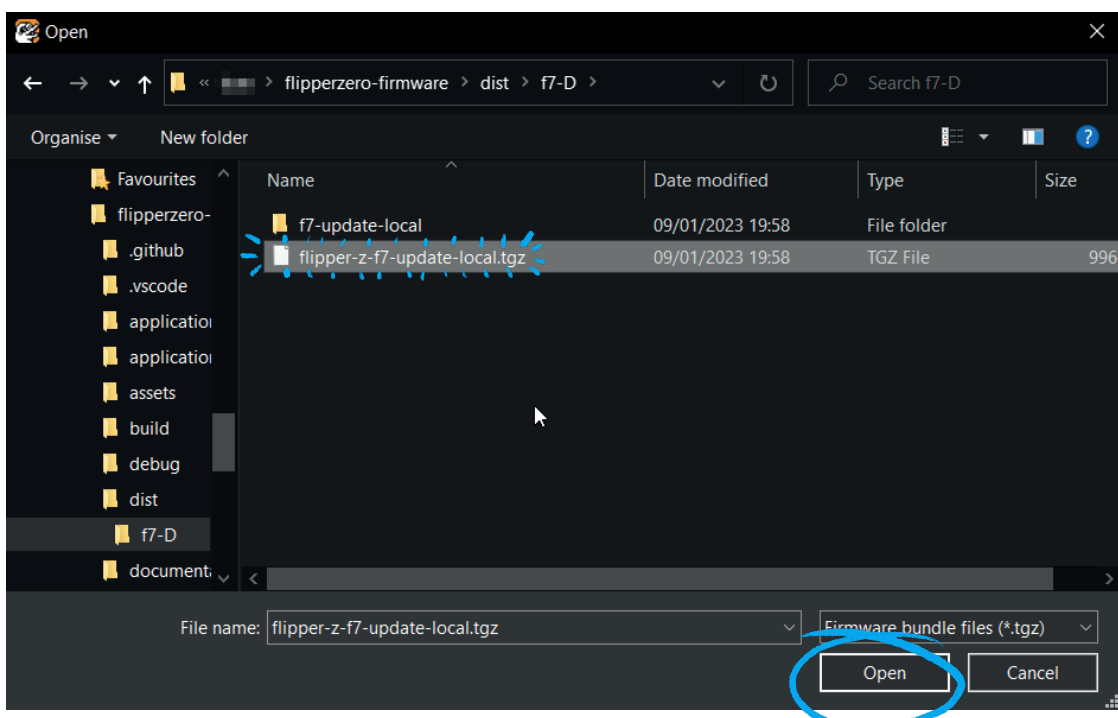 Open
« flipperzero-firmware > dist > f7-D >
Search f7-D
Organise New folder
Name Date modified Type Size
Favourites
flipperzero-
.github
.vscode
application
application
assets
build
debug
dist
f7-D
documenta
f7-update-local 09/01/2023 19:58 File folder
flipper-z-f7-update-local.tgz 09/01/2023 19:58 TGZ File 996
File name: flipper-z-f7-update-local.tgz Firmware bundle files (*.tgz)
Open Cancel